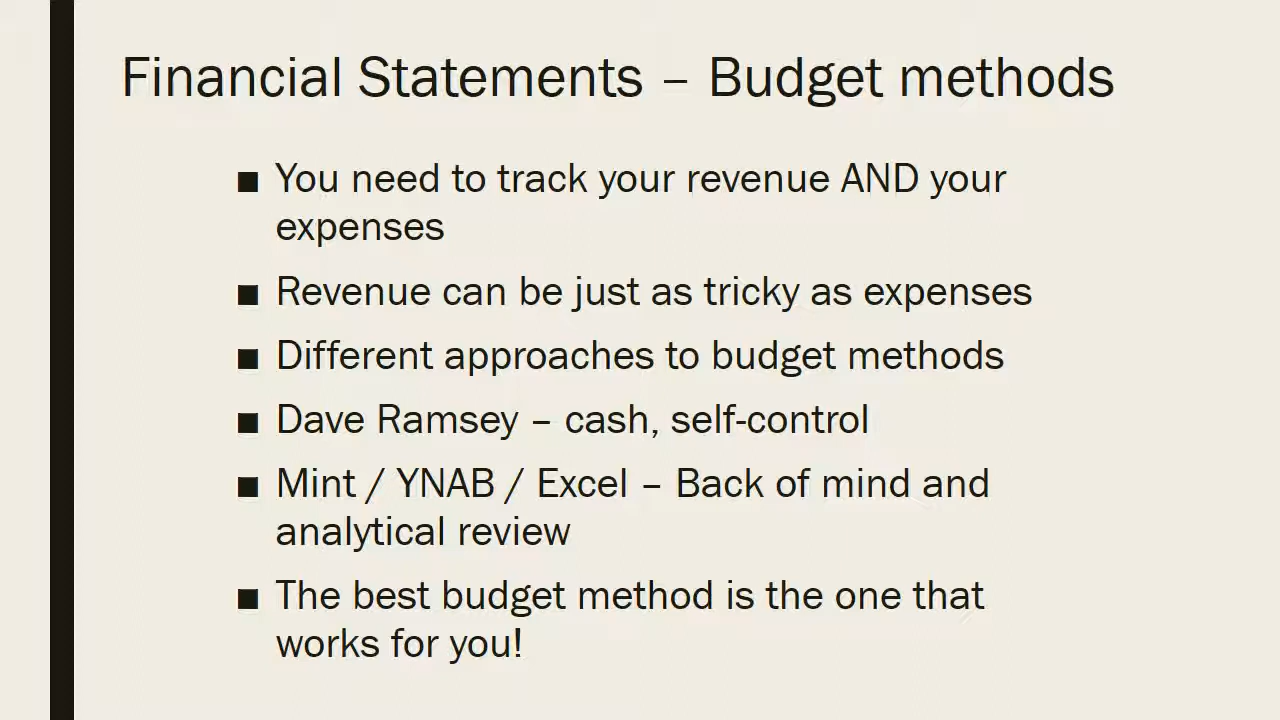 Financial Statements – Budget methods
■ You need to track your revenue AND your
expenses
■ Revenue can be just as tricky as expenses
■ Different approaches to budget methods
■ Dave Ramsey – cash, self-control
■ Mint / YNAB / Excel – Back of mind and
analytical review
■ The best budget method is the one that
works for you!